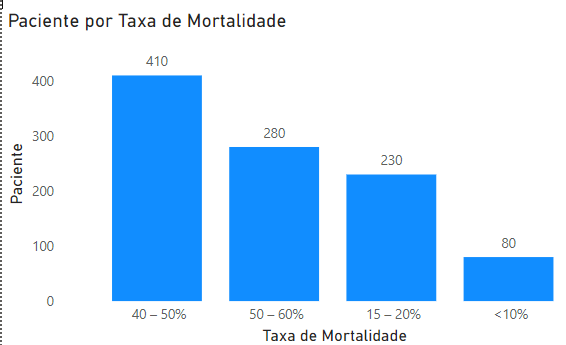 Paciente por Taxa de Mortalidade
410
400
300
280
230
200
100
80
0
Paciente
40 – 50%
50 – 60%
15 – 20%
<10%
Taxa de Mortalidade